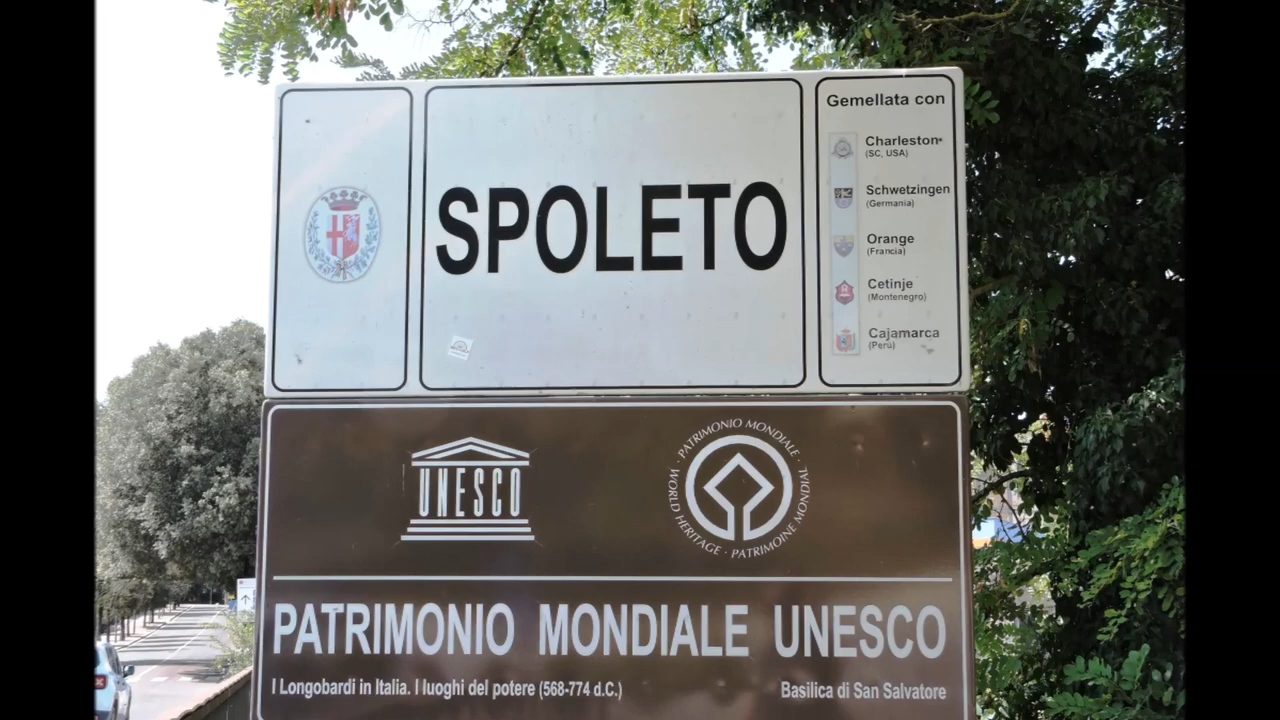 SPOLETO
Gemellata con
Charleston*
(SC, USA)
Schwetzingen
(Germania)
Orange
(Francia)
Cetinje
(Montenegro)
Cajamarca
(Perù)
UNESCO
· PATRIMONIO MONDIALE · WORLD HERITAGE · PATRIMOINE MONDIAL
PATRIMONIO MONDIALE UNESCO
I Longobardi in Italia. I luoghi del potere (568-774 d.C.)
Basilica di San Salvatore